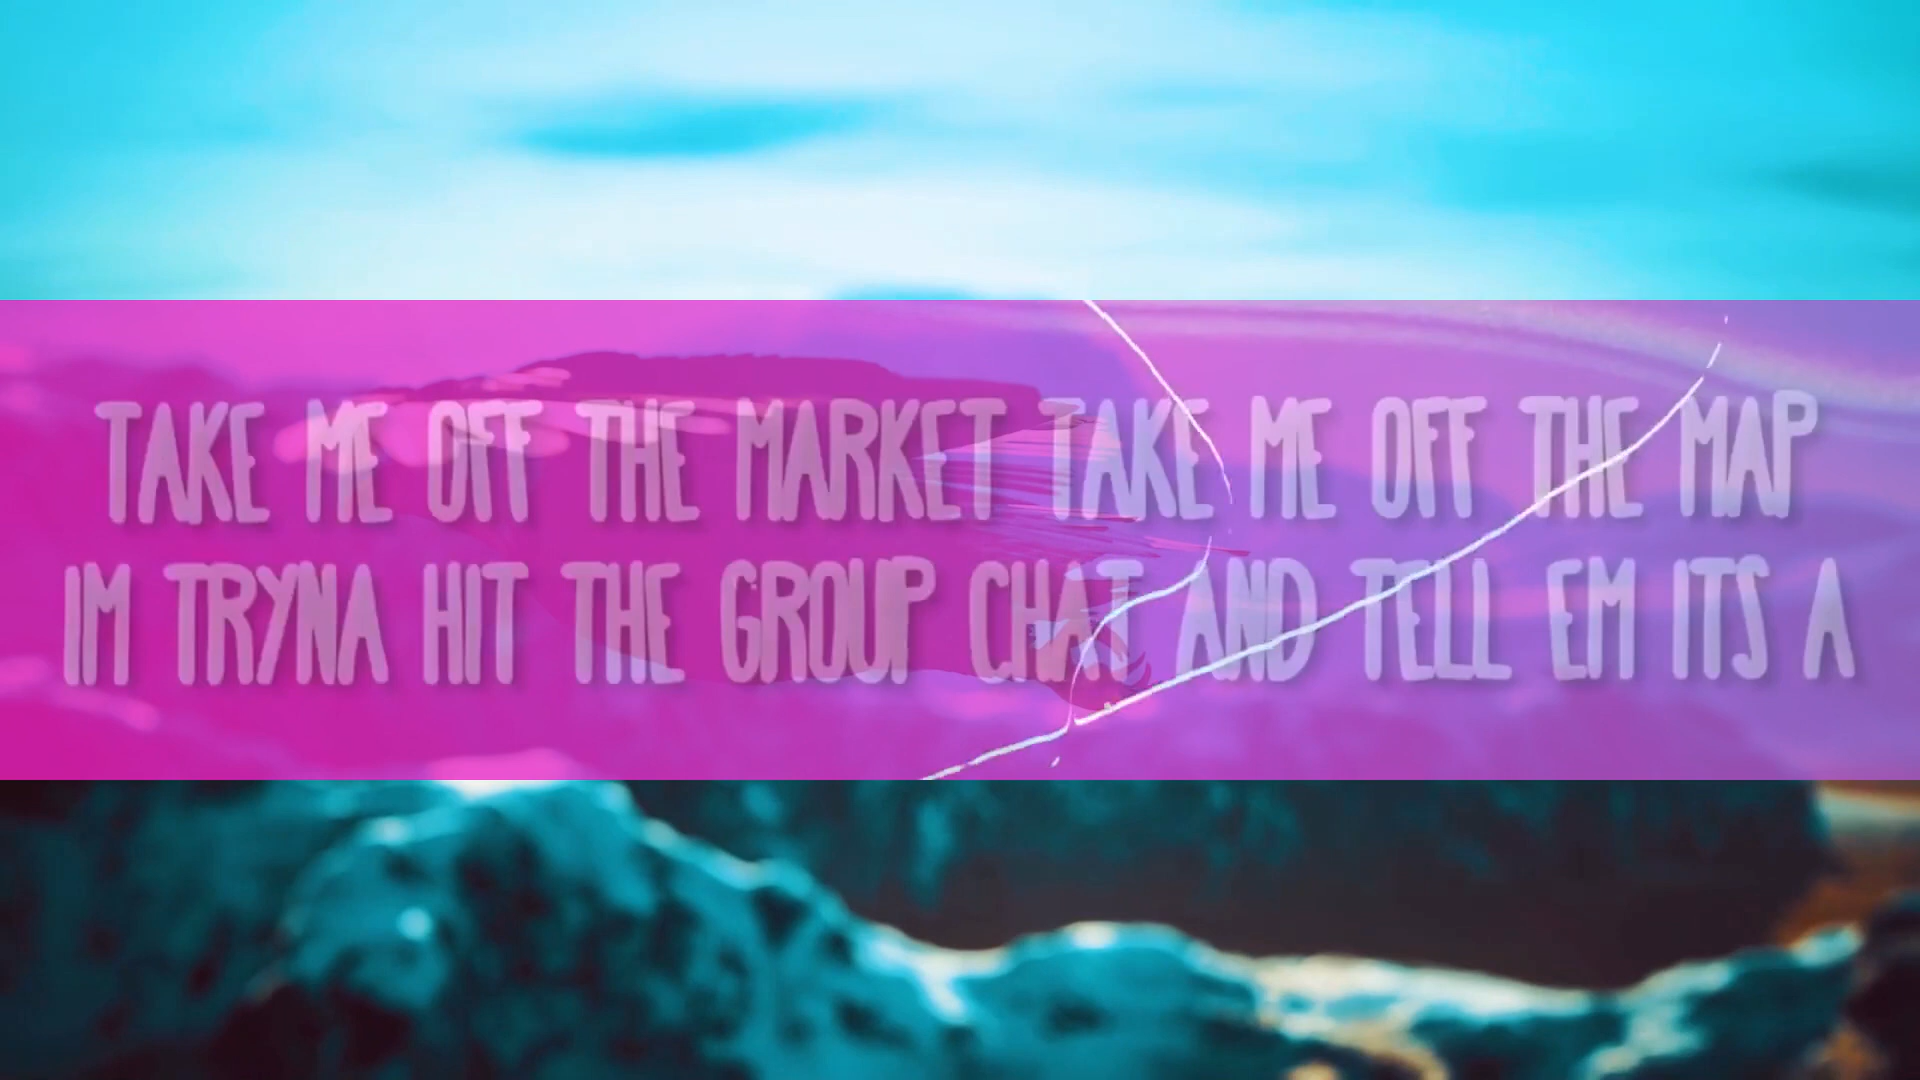 TAKE ME OFF THE MARKET TAKE ME OFF THE MAP
IM TRYNA HIT THE GROUP CHAT AND TELL EM ITS A